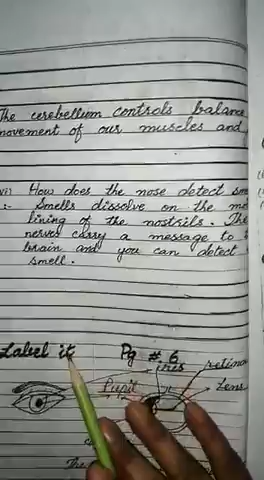 The cerebellum controls balance
movement of our muscles and
vi) How does the nose detect
:- Smells dissolve on the
lining of the nostrils. The
nerves carry a message to
brain and you can detect
smell.
Label it Pg # 6
iris
retina
Pupil
Lens